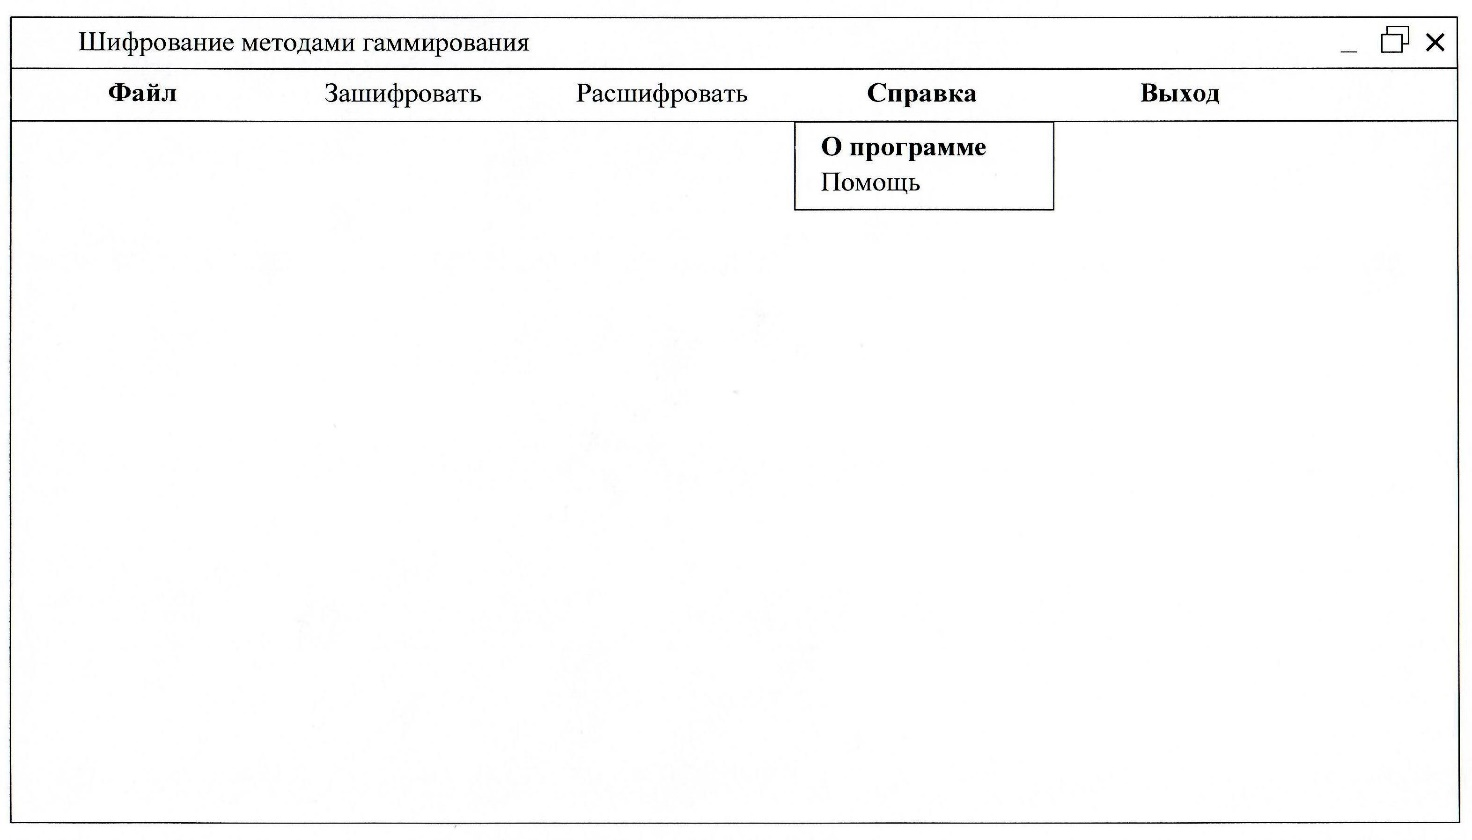 Шифрование методами гаммирования
Файл Зашифровать Расшифровать Справка Выход
О программе
Помощь